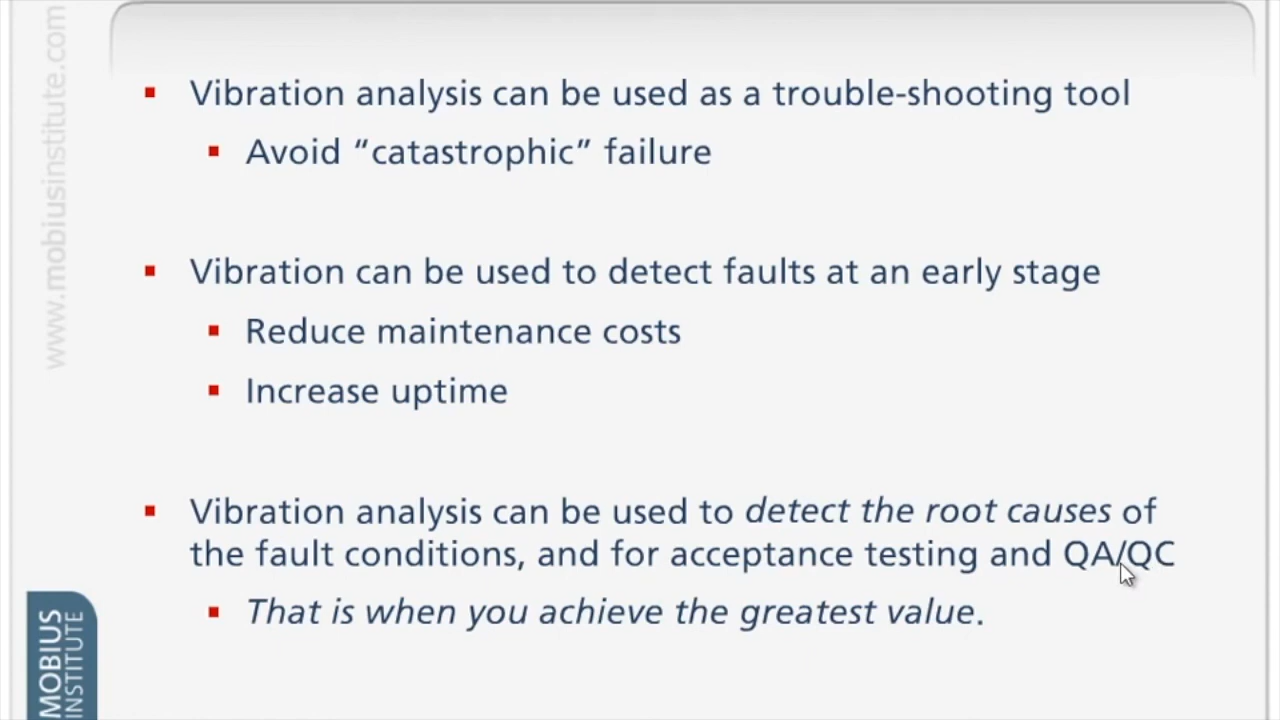 www.mobiusinstitute.com
Vibration analysis can be used as a trouble-shooting tool
Avoid “catastrophic” failure
Vibration can be used to detect faults at an early stage
Reduce maintenance costs
Increase uptime
Vibration analysis can be used to detect the root causes of
the fault conditions, and for acceptance testing and QA/QC
That is when you achieve the greatest value.
MOBIUS
INSTITUTE